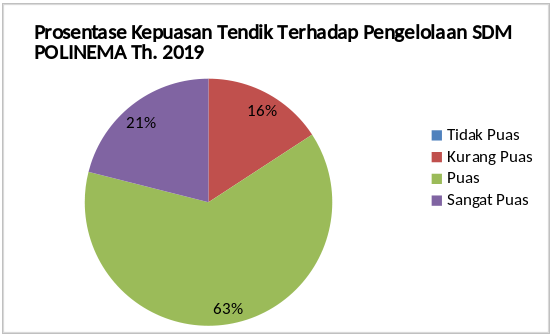 Prosentase Kepuasan Tendik Terhadap Pengelolaan SDM
POLINEMA Th. 2019
16%
21%
63%
Tidak Puas
Kurang Puas
Puas
Sangat Puas